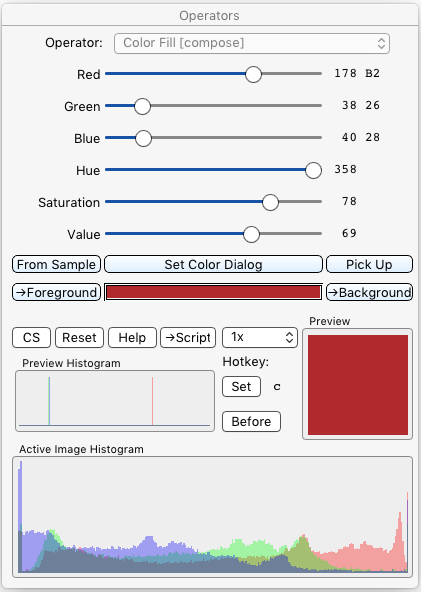 Operators
Operator: Color Fill [compose]
Red 178 B2
Green 38 26
Blue 40 28
Hue 358
Saturation 78
Value 69
From Sample Set Color Dialog Pick Up
→Foreground →Background
Preview
CS Reset Help →Script 1x
Preview Histogram Hotkey:
Set c
Before
Active Image Histogram